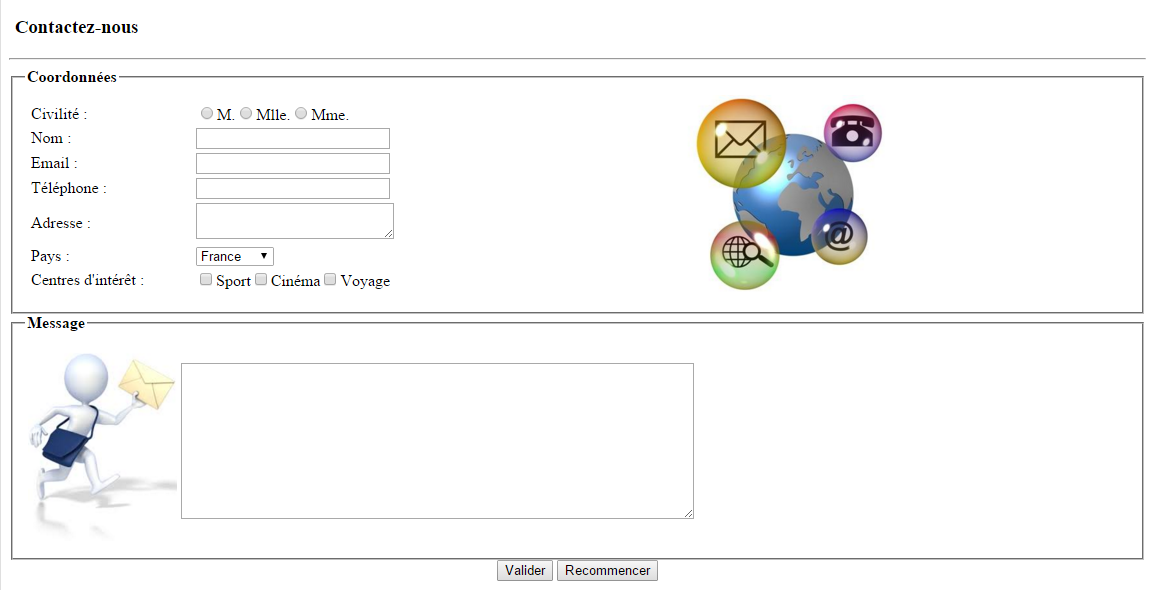 Contactez-nous
Coordonnées
Civilité : M. Mlle. Mme.
Nom :
Email :
Téléphone :
Adresse :
Pays : France
Centres d'intérêt : Sport Cinéma Voyage
@
Message
Valider Recommencer